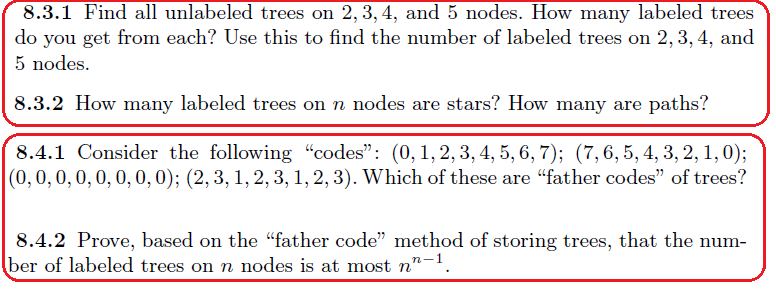 8.3.1 Find all unlabeled trees on 2, 3, 4, and 5 nodes. How many labeled trees
do you get from each? Use this to find the number of labeled trees on 2, 3, 4, and
5 nodes.
8.3.2 How many labeled trees on n nodes are stars? How many are paths?
8.4.1 Consider the following “codes”: (0, 1, 2, 3, 4, 5, 6, 7); (7, 6, 5, 4, 3, 2, 1, 0);
(0, 0, 0, 0, 0, 0, 0, 0); (2, 3, 1, 2, 3, 1, 2, 3). Which of these are “father codes” of trees?
8.4.2 Prove, based on the “father code” method of storing trees, that the num-
ber of labeled trees on n nodes is at most nⁿ⁻¹.